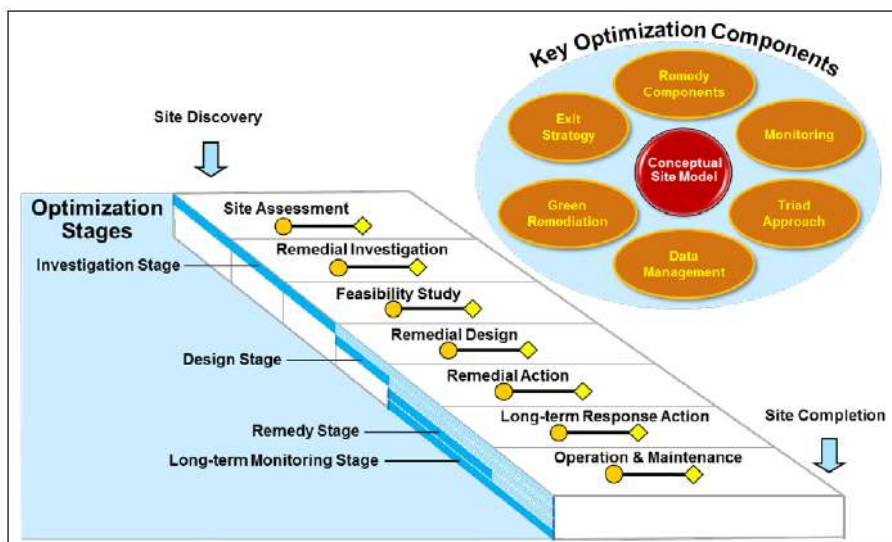 Key Optimization Components
Remedy
Components
Exit
Strategy
Monitoring
Conceptual
Site Model
Green
Remediation
Triad
Approach
Data
Management
Site Discovery
Optimization
Stages
Site Assessment
Remedial Investigation
Investigation Stage
Feasibility Study
Remedial Design
Design Stage
Remedial Action
Long-term Response Action
Site Completion
Remedy Stage
Long-term Monitoring Stage
Operation & Maintenance